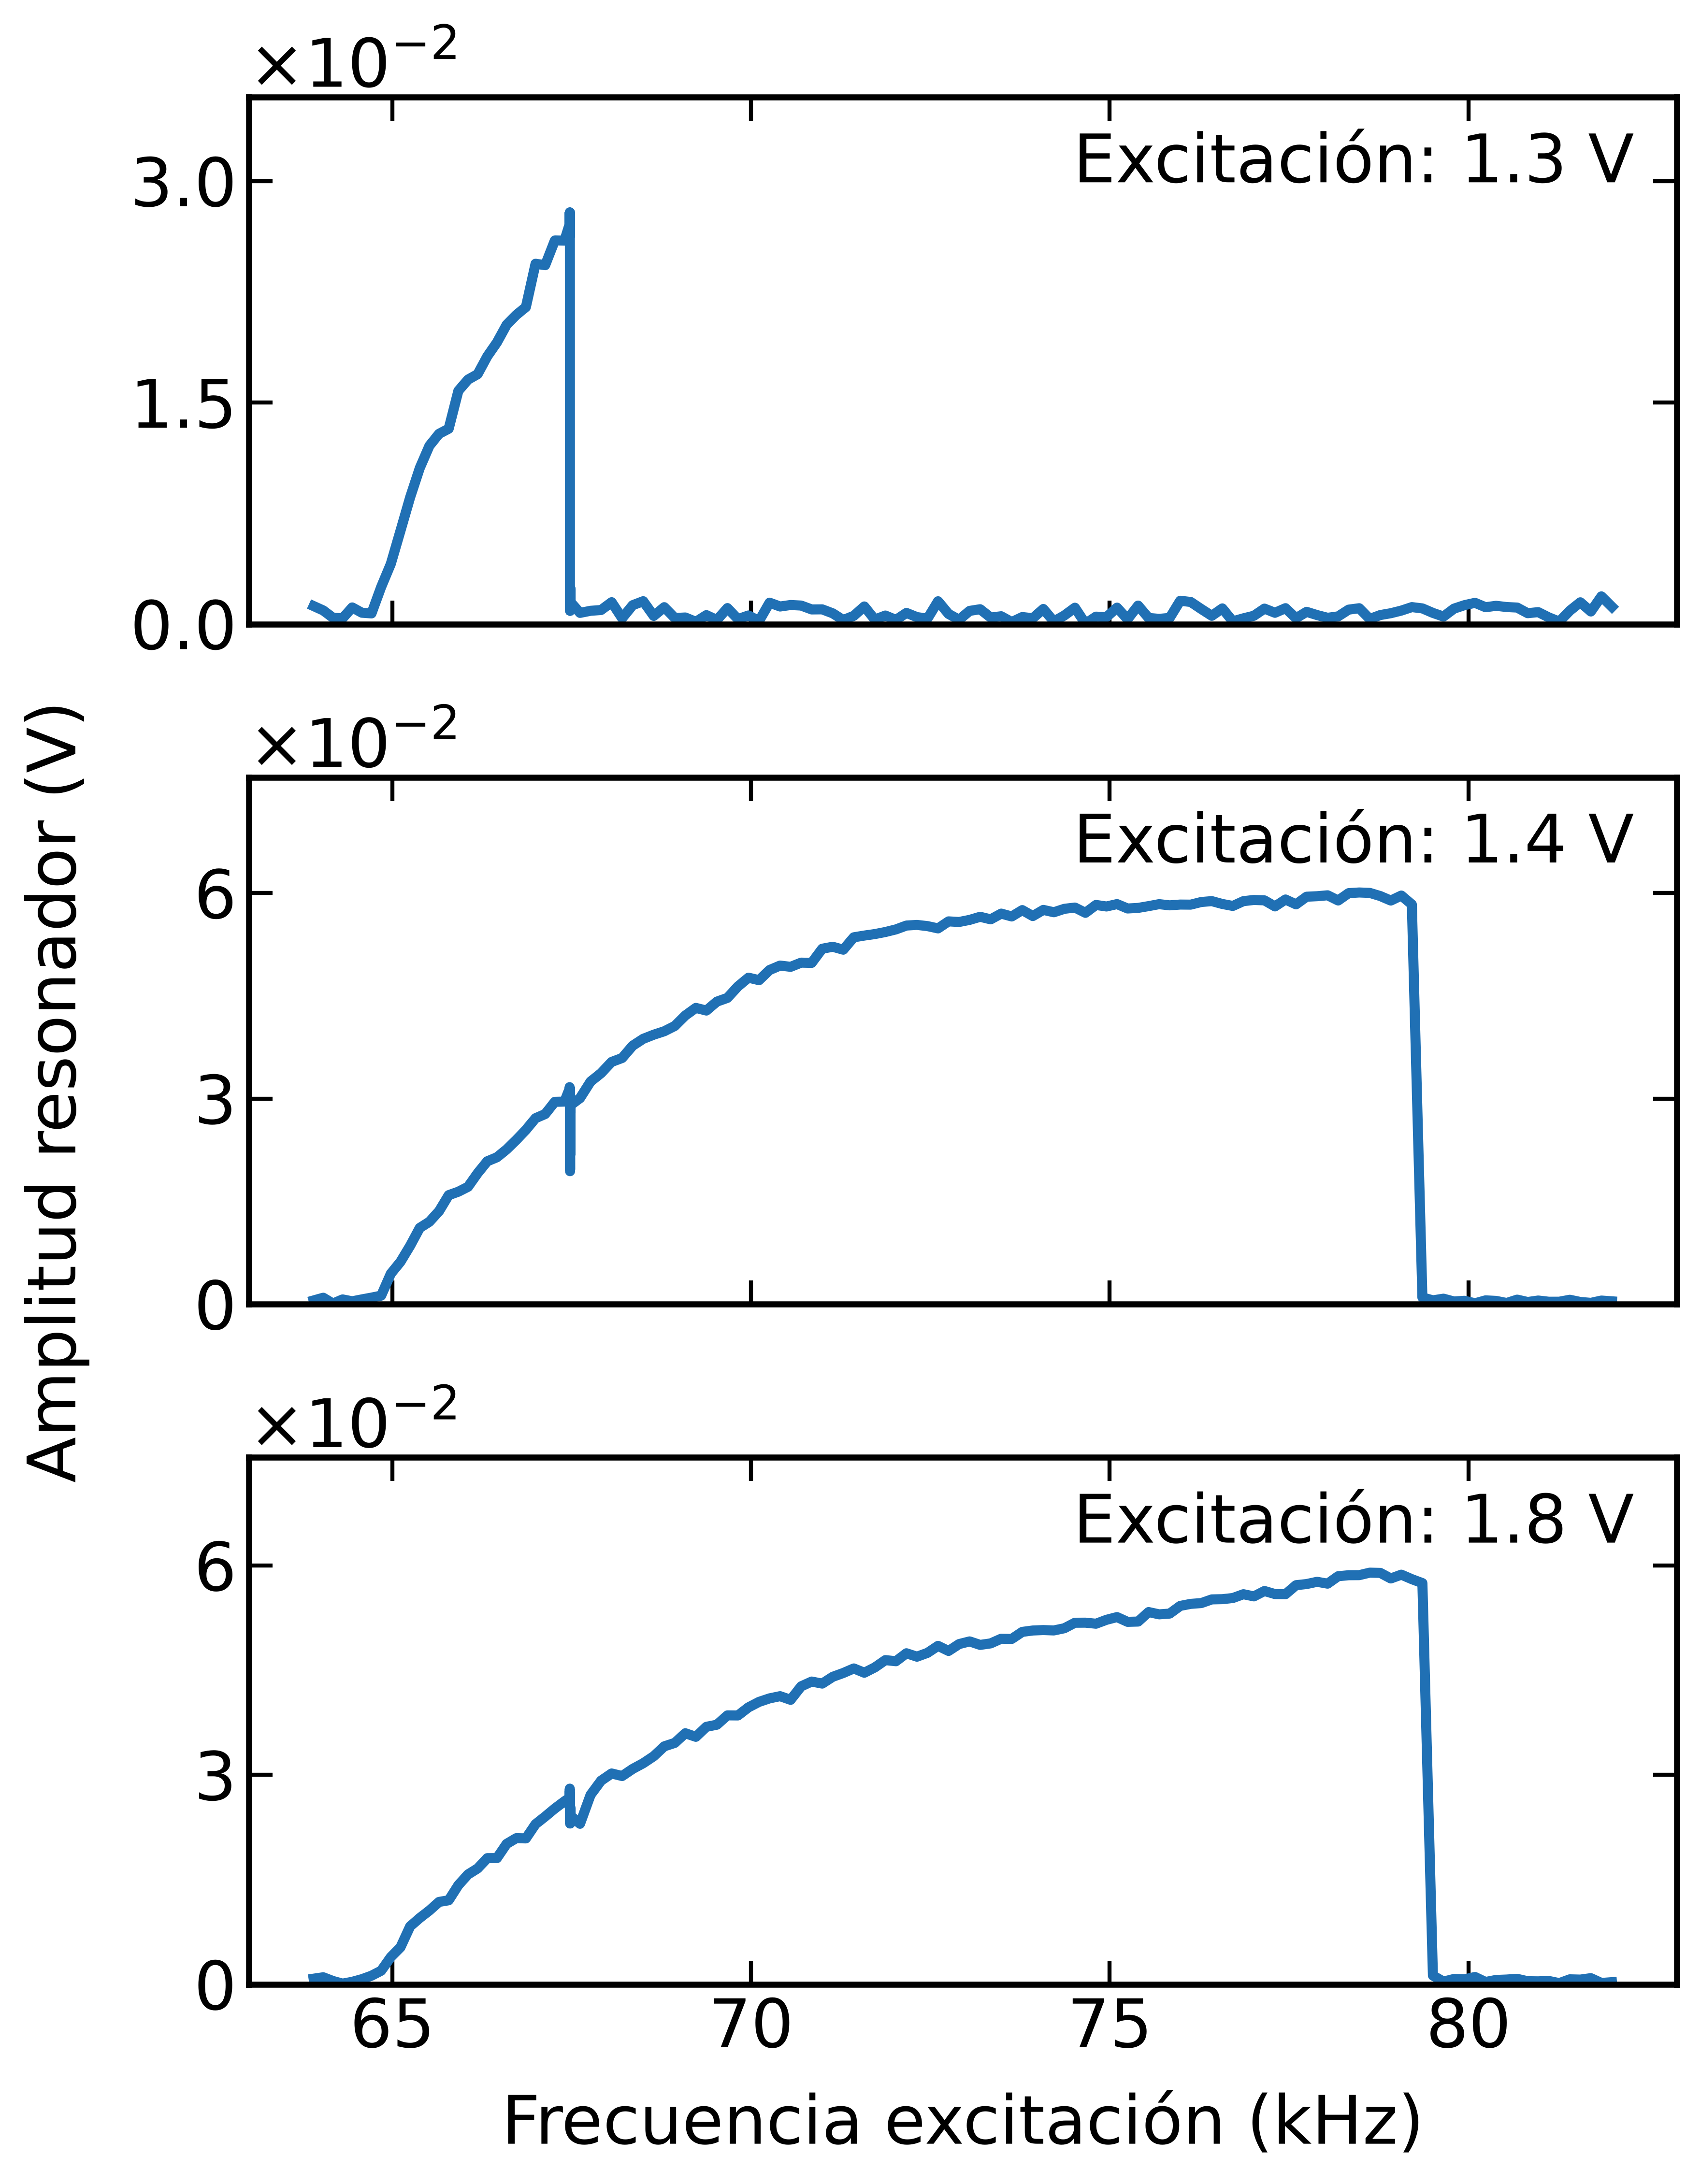 ×10⁻²
Excitación: 1.3 V
3.0
1.5
0.0
Amplitud resonador (V)
×10⁻²
Excitación: 1.4 V
6
3
0
×10⁻²
Excitación: 1.8 V
6
3
0
65 70 75 80
Frecuencia excitación (kHz)